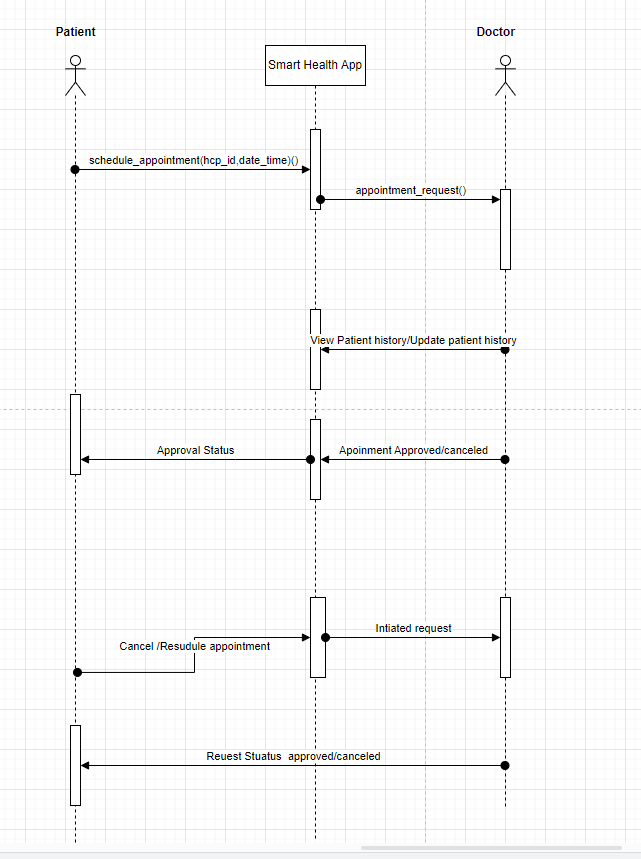 Patient
Doctor
Smart Health App
schedule_appointment(hcp_id,date_time)()
appointment_request()
View Patient history/Update patient history
Approval Status
Apoinment Approved/canceled
Intiated request
Cancel /Resudule appointment
Reuest Stuatus  approved/canceled